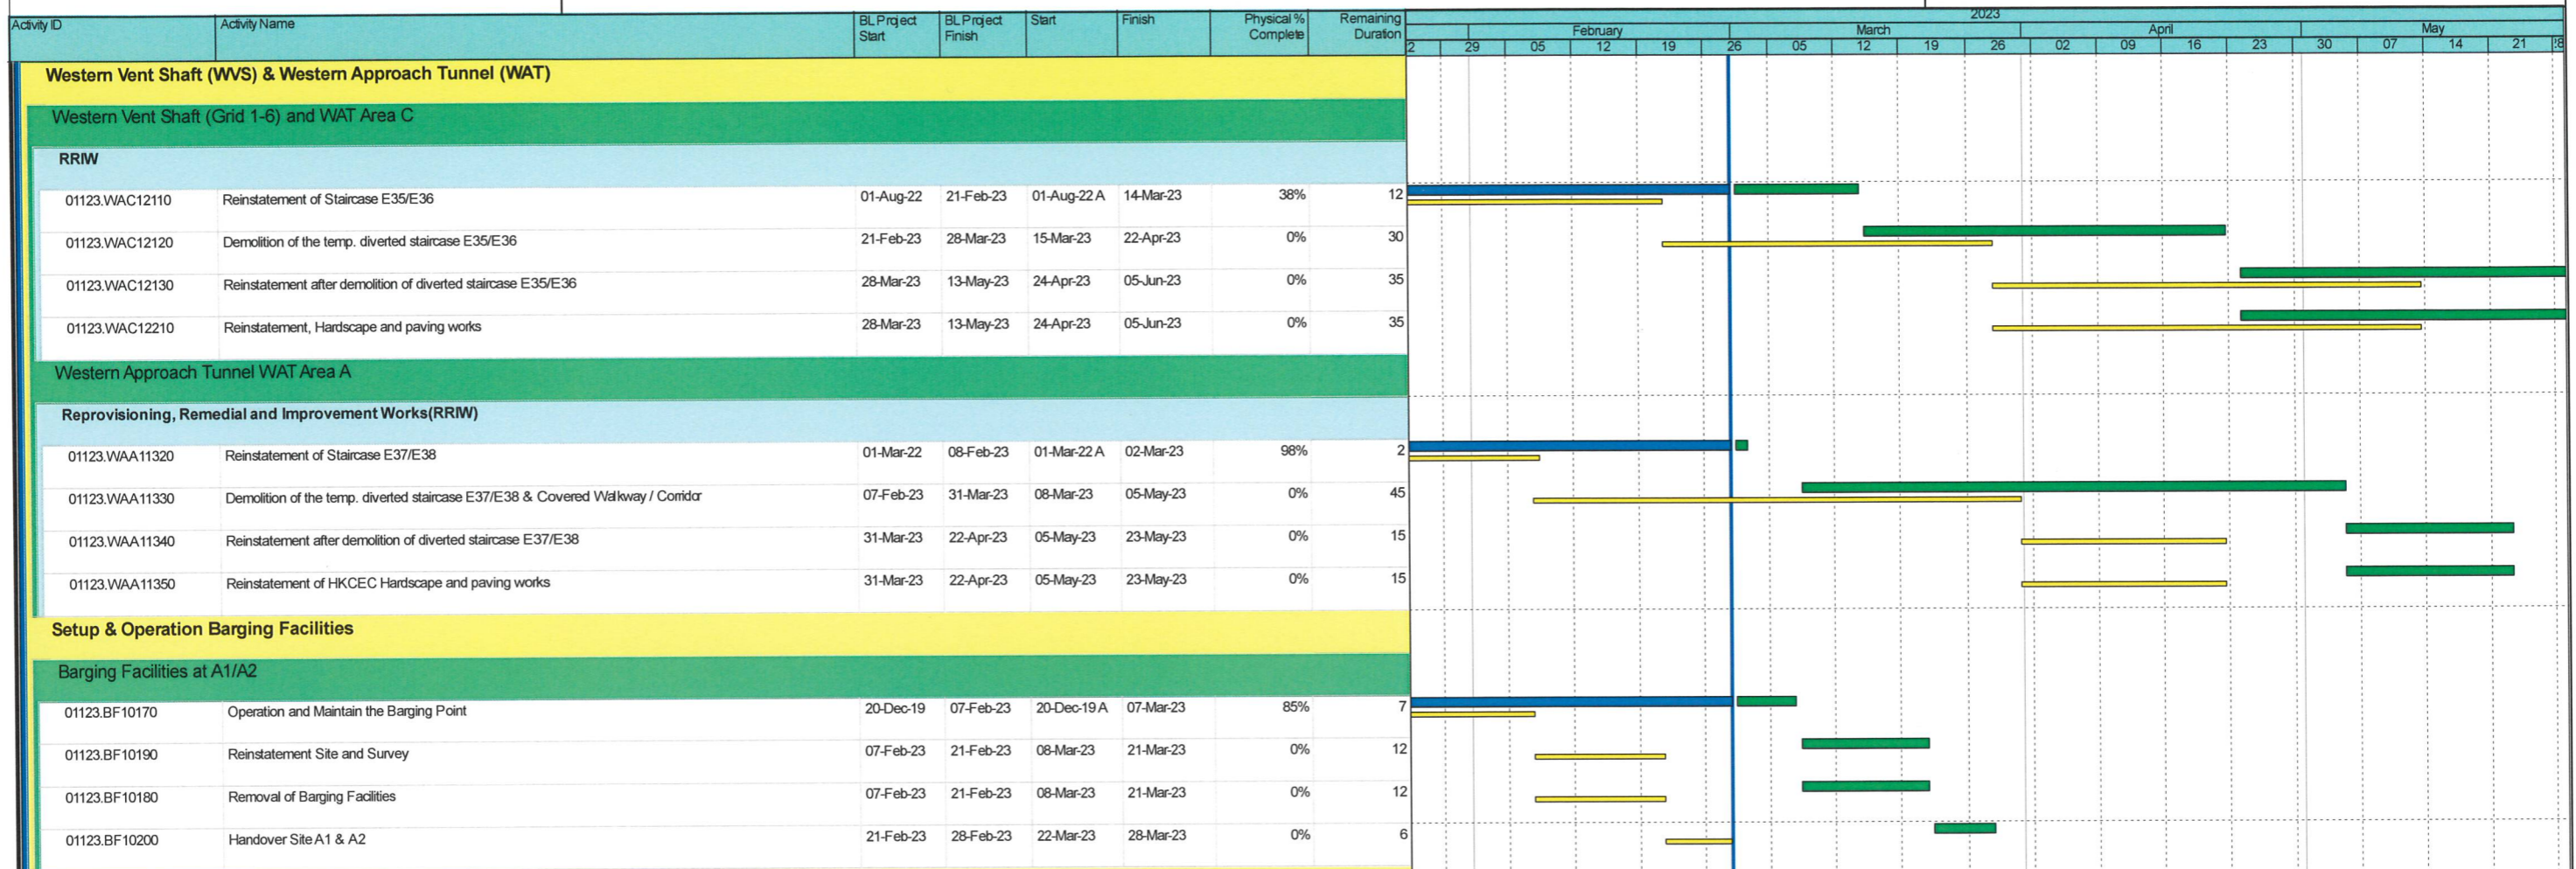 Activity ID Activity Name BL Project Start BL Project Finish Start Finish Physical % Complete Remaining Duration 2023
February March April May
29 05 12 19 26 05 12 19 26 02 09 16 23 30 07 14 21
Western Vent Shaft (WVS) & Western Approach Tunnel (WAT)
Western Vent Shaft (Grid 1-6) and WAT Area C
RRIW
01123.WAC12110 Reinstatement of Staircase E35/E36 01-Aug-22 21-Feb-23 01-Aug-22 A 14-Mar-23 38% 12
01123.WAC12120 Demolition of the temp. diverted staircase E35/E36 21-Feb-23 28-Mar-23 15-Mar-23 22-Apr-23 0% 30
01123.WAC12130 Reinstatement after demolition of diverted staircase E35/E36 28-Mar-23 13-May-23 24-Apr-23 05-Jun-23 0% 35
01123.WAC12210 Reinstatement, Hardscape and paving works 28-Mar-23 13-May-23 24-Apr-23 05-Jun-23 0% 35
Western Approach Tunnel WAT Area A
Reprovisioning, Remedial and Improvement Works(RRIW)
01123.WAA11320 Reinstatement of Staircase E37/E38 01-Mar-22 08-Feb-23 01-Mar-22 A 02-Mar-23 98% 2
01123.WAA11330 Demolition of the temp. diverted staircase E37/E38 & Covered Walkway / Corridor 07-Feb-23 31-Mar-23 08-Mar-23 05-May-23 0% 45
01123.WAA11340 Reinstatement after demolition of diverted staircase E37/E38 31-Mar-23 22-Apr-23 05-May-23 23-May-23 0% 15
01123.WAA11350 Reinstatement of HKCEC Hardscape and paving works 31-Mar-23 22-Apr-23 05-May-23 23-May-23 0% 15
Setup & Operation Barging Facilities
Barging Facilities at A1/A2
01123.BF10170 Operation and Maintain the Barging Point 20-Dec-19 07-Feb-23 20-Dec-19 A 07-Mar-23 85% 7
01123.BF10190 Reinstatement Site and Survey 07-Feb-23 21-Feb-23 08-Mar-23 21-Mar-23 0% 12
01123.BF10180 Removal of Barging Facilities 07-Feb-23 21-Feb-23 08-Mar-23 21-Mar-23 0% 12
01123.BF10200 Handover Site A1 & A2 21-Feb-23 28-Feb-23 22-Mar-23 28-Mar-23 0% 6